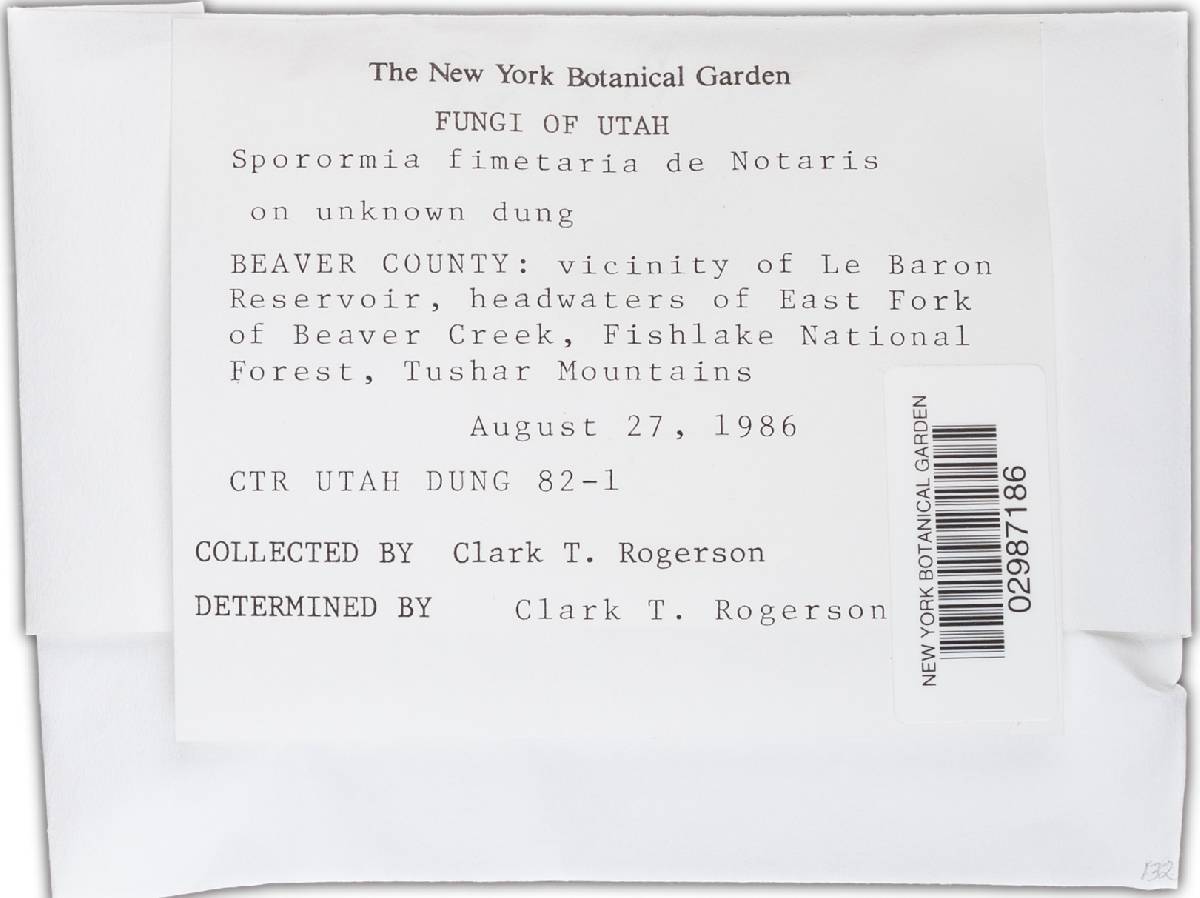 The New York Botanical Garden
FUNGI OF UTAH
Sporormia fimetaria de Notaris
on unknown dung
BEAVER COUNTY: vicinity of Le Baron
Reservoir, headwaters of East Fork
of Beaver Creek, Fishlake National
Forest, Tushar Mountains
August 27, 1986
CTR UTAH DUNG 82-1
COLLECTED BY Clark T. Rogerson
DETERMINED BY Clark T. Rogerson
NEW YORK BOTANICAL GARDEN
02987186
132